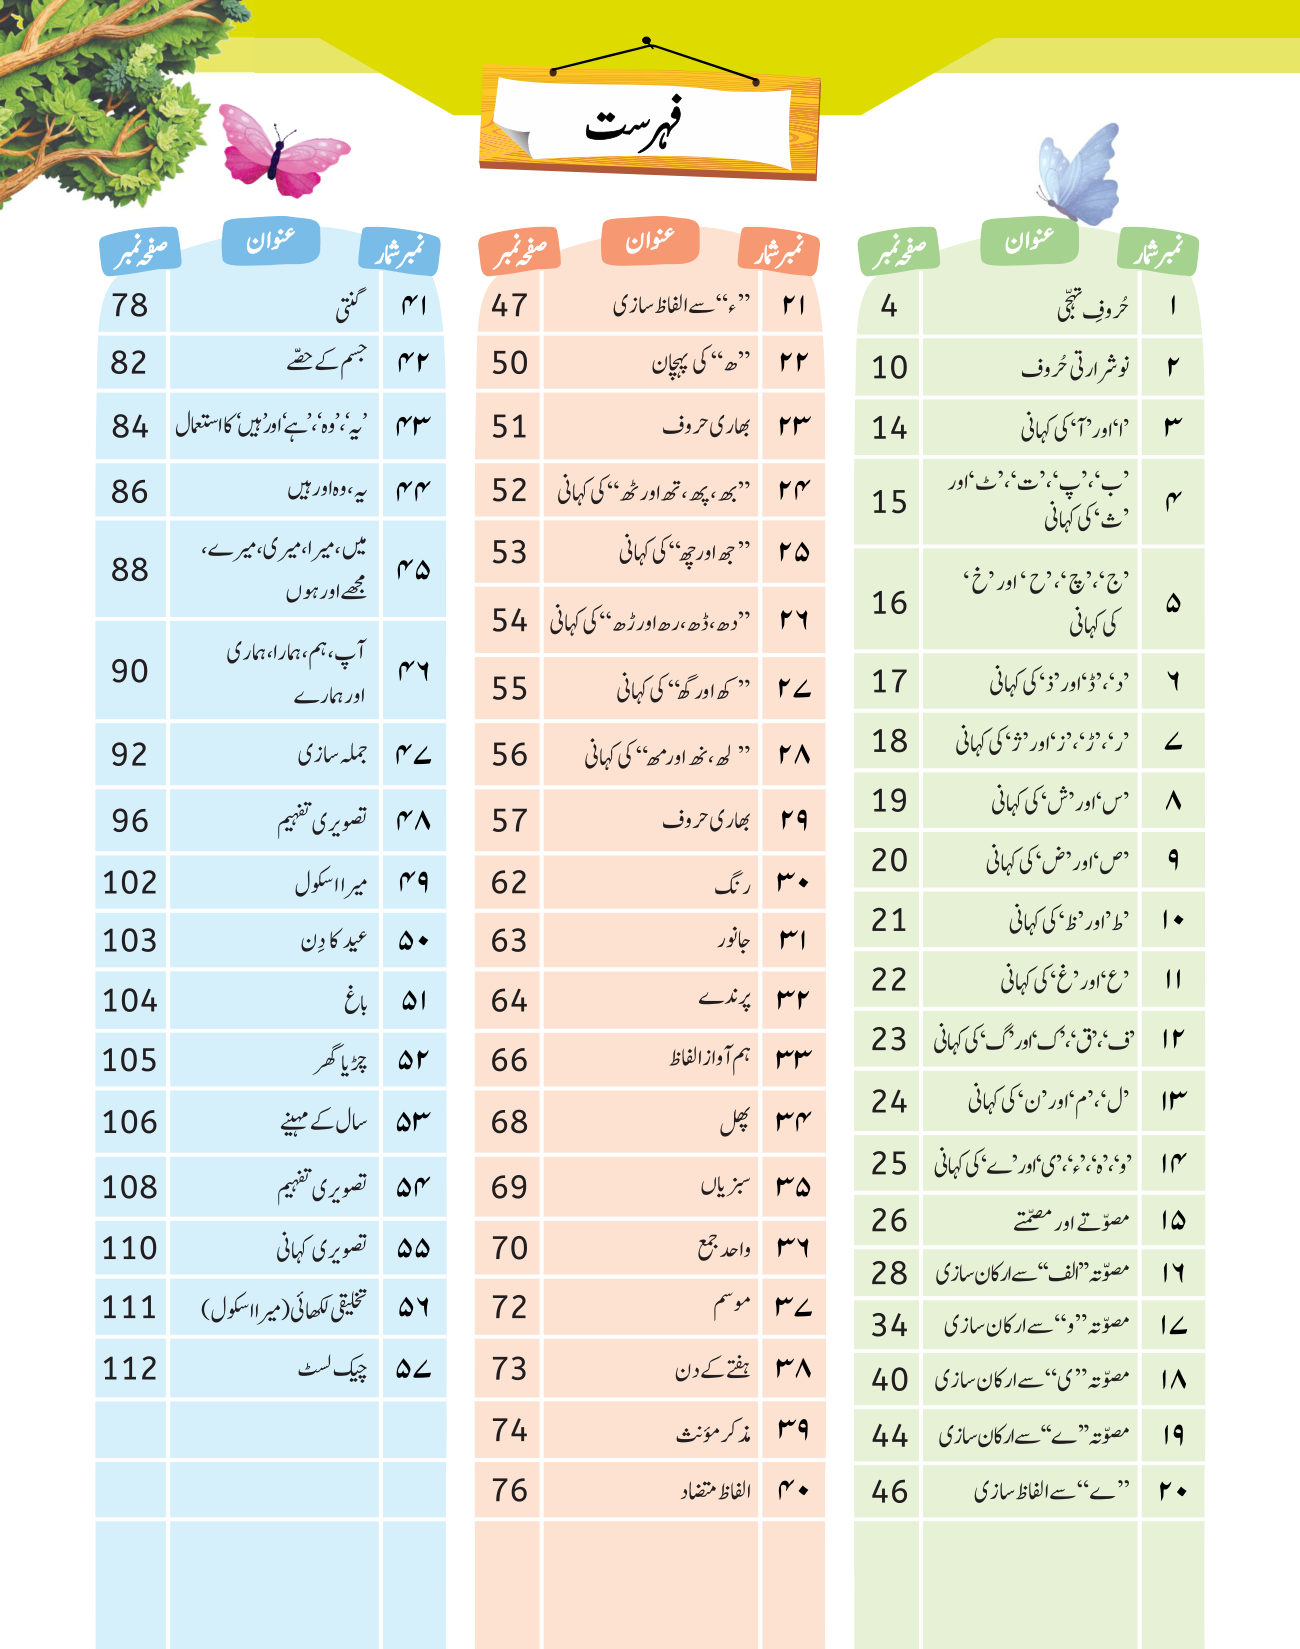 فہرست
نمبر شمار عنوان صفحہ نمبر
۱ حُروفِ تہجّی 4
۲ نو شرارتی حُروف 10
۳ ’ا‘ اور ’آ‘ کی کہانی 14
۴ ’ب‘، ’پ‘، ’ت‘، ’ٹ‘ اور 15
’ث‘ کی کہانی
۵ ’ج‘، ’چ‘، ’ح‘ اور ’خ‘ 16
کی کہانی
۶ ’د‘، ’ڈ‘ اور ’ذ‘ کی کہانی 17
۷ ’ر‘، ’ڑ‘، ’ز‘ اور ’ژ‘ کی کہانی 18
۸ ’س‘ اور ’ش‘ کی کہانی 19
۹ ’ص‘ اور ’ض‘ کی کہانی 20
۱۰ ’ط‘ اور ’ظ‘ کی کہانی 21
۱۱ ’ع‘ اور ’غ‘ کی کہانی 22
۱۲ ’ف‘، ’ق‘، ’ک‘ اور ’گ‘ کی کہانی 23
۱۳ ’ل‘، ’م‘ اور ’ن‘ کی کہانی 24
۱۴ ’و‘، ’ہ‘، ’ء‘، ’ی‘ اور ’ے‘ کی کہانی 25
۱۵ مصوّتے اور مصمّتے 26
۱۶ مصوّتہ ”الف“ سے ارکان سازی 28
۱۷ مصوّتہ ”و“ سے ارکان سازی 34
۱۸ مصوّتہ ”ی“ سے ارکان سازی 40
۱۹ مصوّتہ ”ے“ سے ارکان سازی 44
۲۰ ”ے“ سے الفاظ سازی 46
نمبر شمار عنوان صفحہ نمبر
۲۱ ”ء“ سے الفاظ سازی 47
۲۲ ”ھ“ کی پہچان 50
۲۳ بھاری حروف 51
۲۴ ”بھ، پھ، تھ اور ٹھ“ کی کہانی 52
۲۵ ”جھ اور چھ“ کی کہانی 53
۲۶ ”دھ، ڈھ، رھ اور ڑھ“ کی کہانی 54
۲۷ ”کھ اور گھ“ کی کہانی 55
۲۸ ”لھ، نھ اور مھ“ کی کہانی 56
۲۹ بھاری حروف 57
۳۰ رنگ 62
۳۱ جانور 63
۳۲ پرندے 64
۳۳ ہم آواز الفاظ 66
۳۴ پھل 68
۳۵ سبزیاں 69
۳۶ واحد جمع 70
۳۷ موسم 72
۳۸ ہفتے کے دن 73
۳۹ مذکر مؤنث 74
۴۰ الفاظ متضاد 76
نمبر شمار عنوان صفحہ نمبر
۴۱ گنتی 78
۴۲ جسم کے حصّے 82
۴۳ ’یہ‘، ’وہ‘، ’ہے‘ اور ’ہیں‘ کا استعمال 84
۴۴ یہ، وہ اور ہیں 86
۴۵ میں، میرا، میری، میرے، 88
مجھے اور ہوں
۴۶ آپ، ہم، ہمارا، ہماری 90
اور ہمارے
۴۷ جملہ سازی 92
۴۸ تصویری تفہیم 96
۴۹ میرا اسکول 102
۵۰ عید کا دِن 103
۵۱ باغ 104
۵۲ چڑیا گھر 105
۵۳ سال کے مہینے 106
۵۴ تصویری تفہیم 108
۵۵ تصویری کہانی 110
۵۶ تخلیقی لکھائی (میرا اسکول) 111
۵۷ چیک لسٹ 112